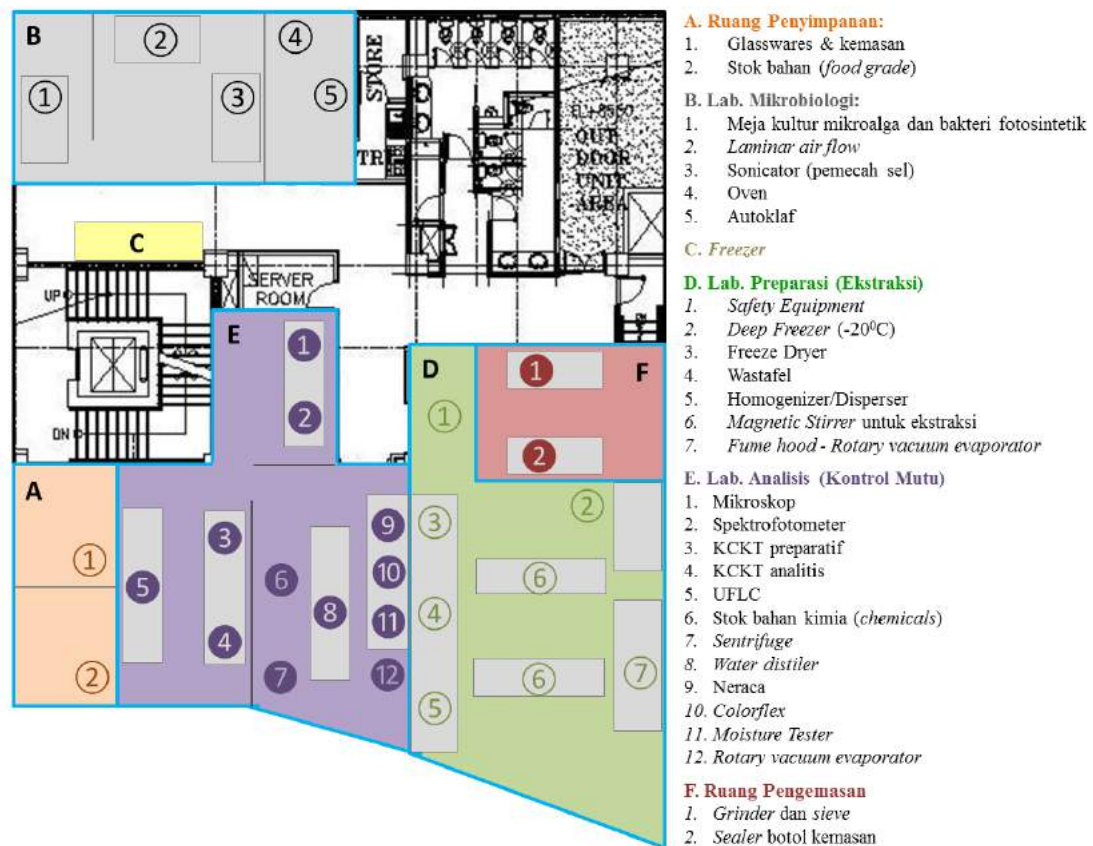 B
1
2
3
4
5
STORE
TR
OUT
DOOR
UNIT
AREA
C
UP
SERVER
ROOM
DN
E
1
2
D
1
F
1
2
A
1
2
3
4
5
6
7
8
9
10
11
12
2
3
4
5
6
6
7
A. Ruang Penyimpanan:
1. Glasswares & kemasan
2. Stok bahan (food grade)
B. Lab. Mikrobiologi:
1. Meja kultur mikroalga dan bakteri fotosintetik
2. Laminar air flow
3. Sonicator (pemecah sel)
4. Oven
5. Autoklaf
C. Freezer
D. Lab. Preparasi (Ekstraksi)
1. Safety Equipment
2. Deep Freezer (-20⁰C)
3. Freeze Dryer
4. Wastafel
5. Homogenizer/Disperser
6. Magnetic Stirrer untuk ekstraksi
7. Fume hood - Rotary vacuum evaporator
E. Lab. Analisis (Kontrol Mutu)
1. Mikroskop
2. Spektrofotometer
3. KCKT preparatif
4. KCKT analitis
5. UFLC
6. Stok bahan kimia (chemicals)
7. Sentrifuge
8. Water distiler
9. Neraca
10. Colorflex
11. Moisture Tester
12. Rotary vacuum evaporator
F. Ruang Pengemasan
1. Grinder dan sieve
2. Sealer botol kemasan